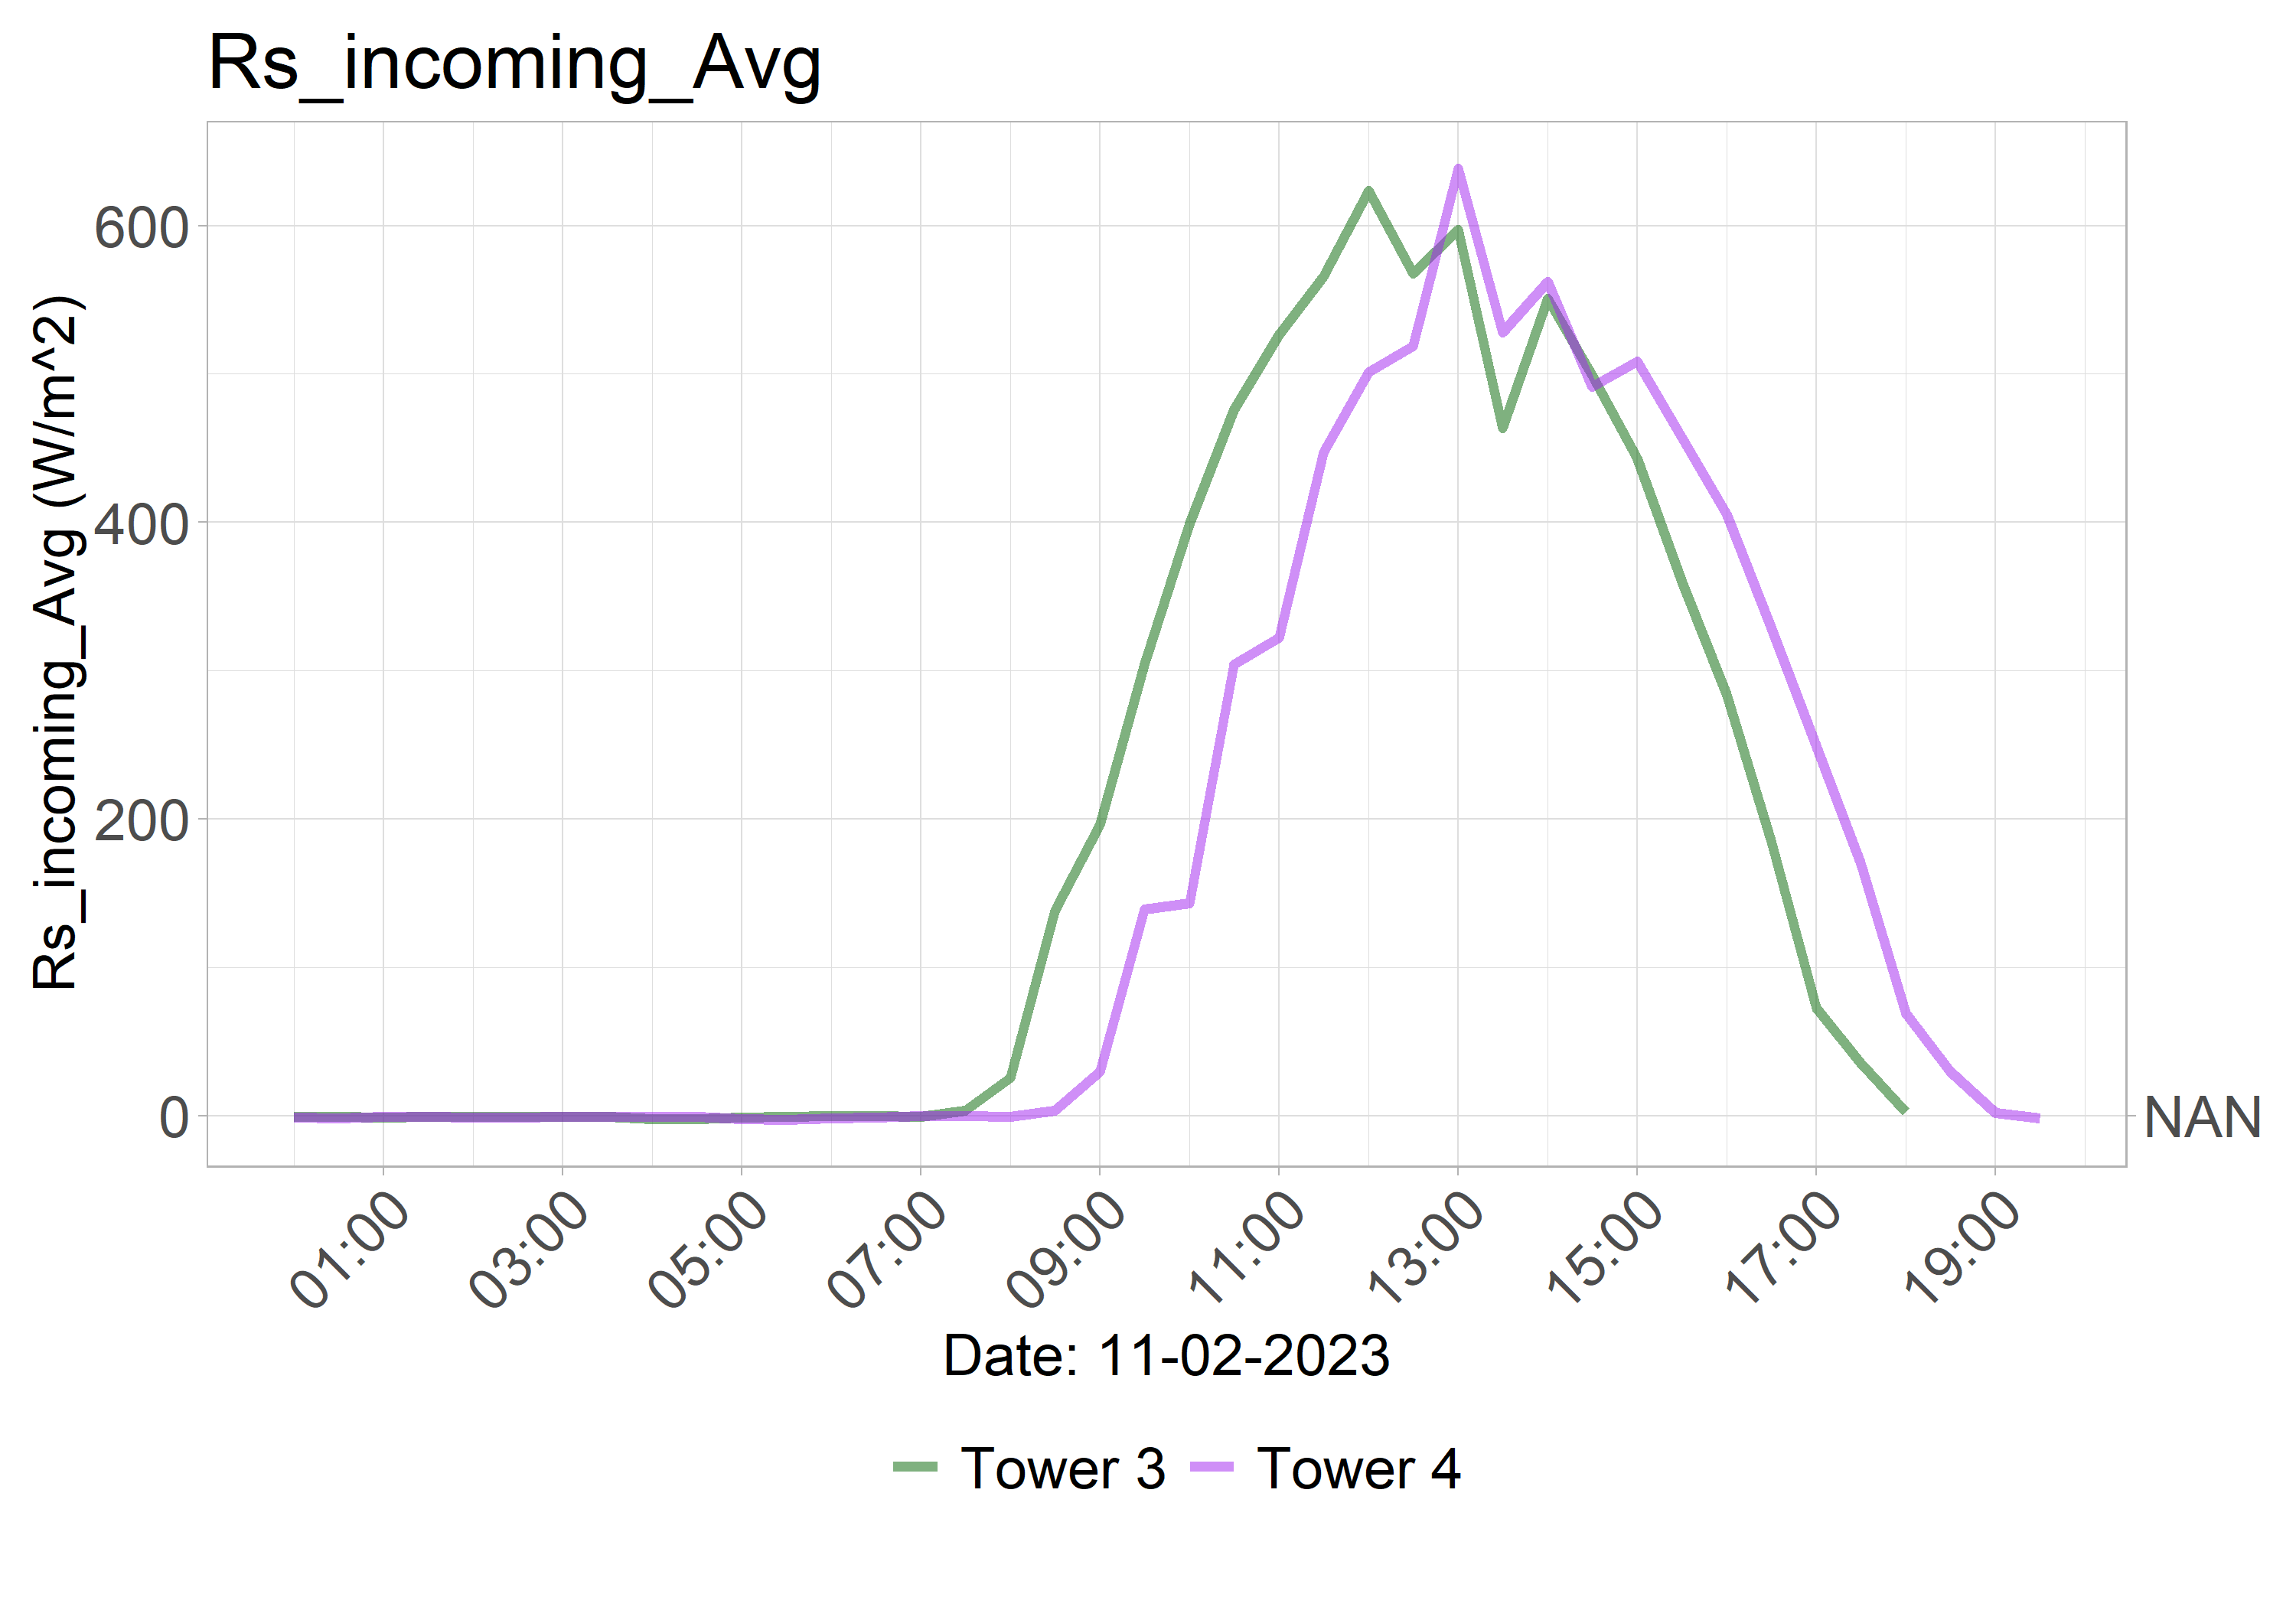 Rs_incoming_Avg
Rs_incoming_Avg (W/m^2)
600
400
200
0
NAN
01:00 03:00 05:00 07:00 09:00 11:00 13:00 15:00 17:00 19:00
Date: 11-02-2023
Tower 3 Tower 4